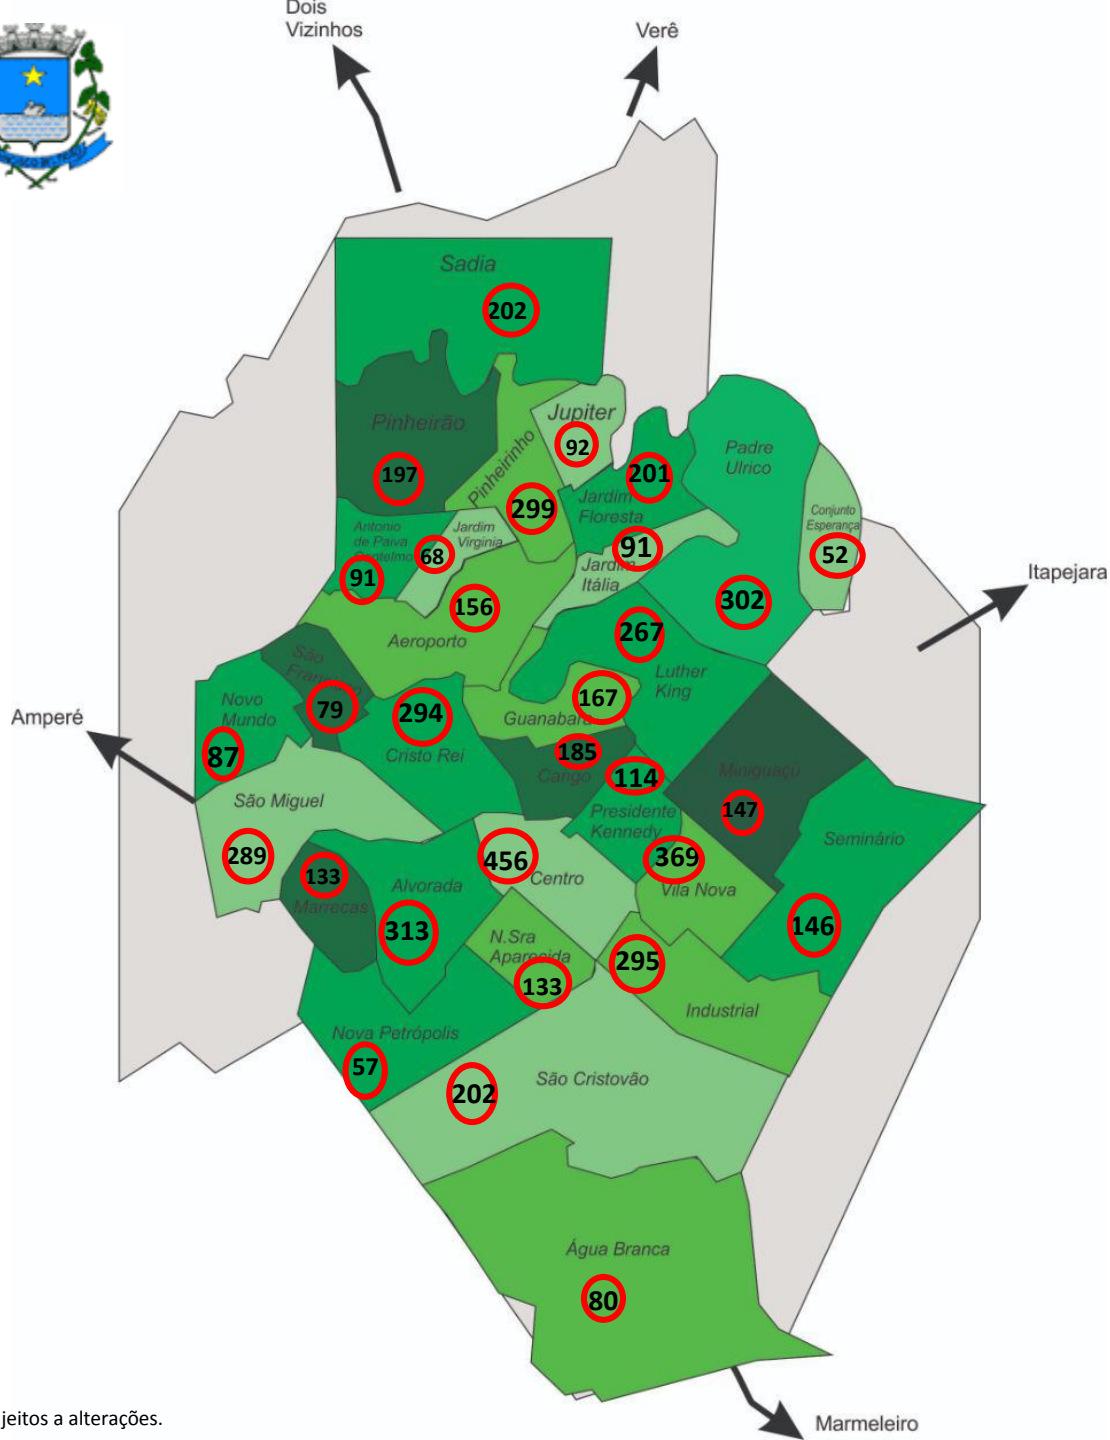 Dois
Vizinhos
Verê
Sadia
202
Pinheirão
197
Pinheirinho
299
Jupiter
92
Padre
Ulrico
302
201
Jardim
Floresta
Conjunto
Esperança
52
Antonio
de Paiva
Cantelmo
91
Jardim
Virginia
68
91
Jardim
Itália
Itapejara
156
Aeroporto
267
Luther
King
São
Francisco
79
Novo
Mundo
87
Amperé
294
Cristo Rei
167
Guanabara
185
Cango
114
Presidente
Kennedy
Miniguaçú
147
São Miguel
289
Seminário
146
133
Marrecas
Alvorada
313
456
Centro
369
Vila Nova
N.Sra
Aparecida
133
295
Industrial
Nova Petrópolis
57
São Cristovão
202
Água Branca
80
jeitos a alterações.
Marmeleiro